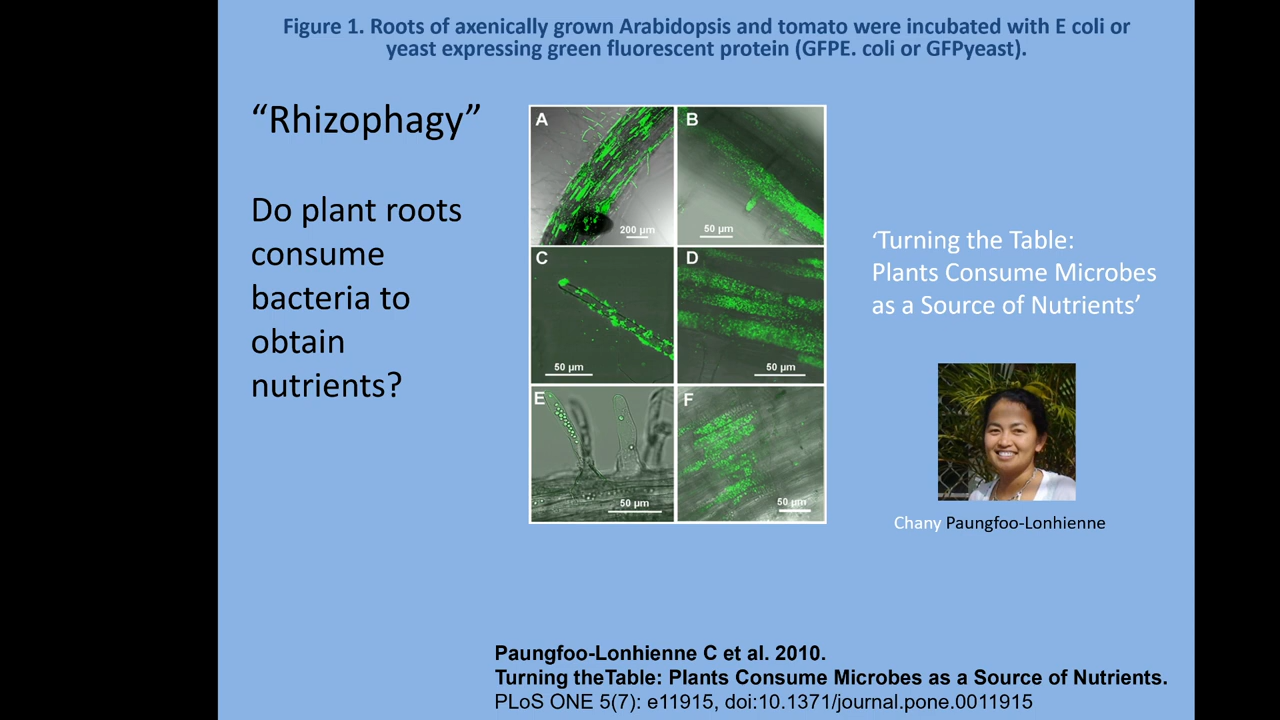 Figure 1. Roots of axenically grown Arabidopsis and tomato were incubated with E coli or
yeast expressing green fluorescent protein (GFPE. coli or GFPyeast).
“Rhizophagy”
Do plant roots
consume
bacteria to
obtain
nutrients?
A
200 µm
B
50 µm
C
50 µm
D
50 µm
E
50 µm
F
50 µm
‘Turning the Table:
Plants Consume Microbes
as a Source of Nutrients’
Chany Paungfoo-Lonhienne
Paungfoo-Lonhienne C et al. 2010.
Turning theTable: Plants Consume Microbes as a Source of Nutrients.
PLoS ONE 5(7): e11915, doi:10.1371/journal.pone.0011915